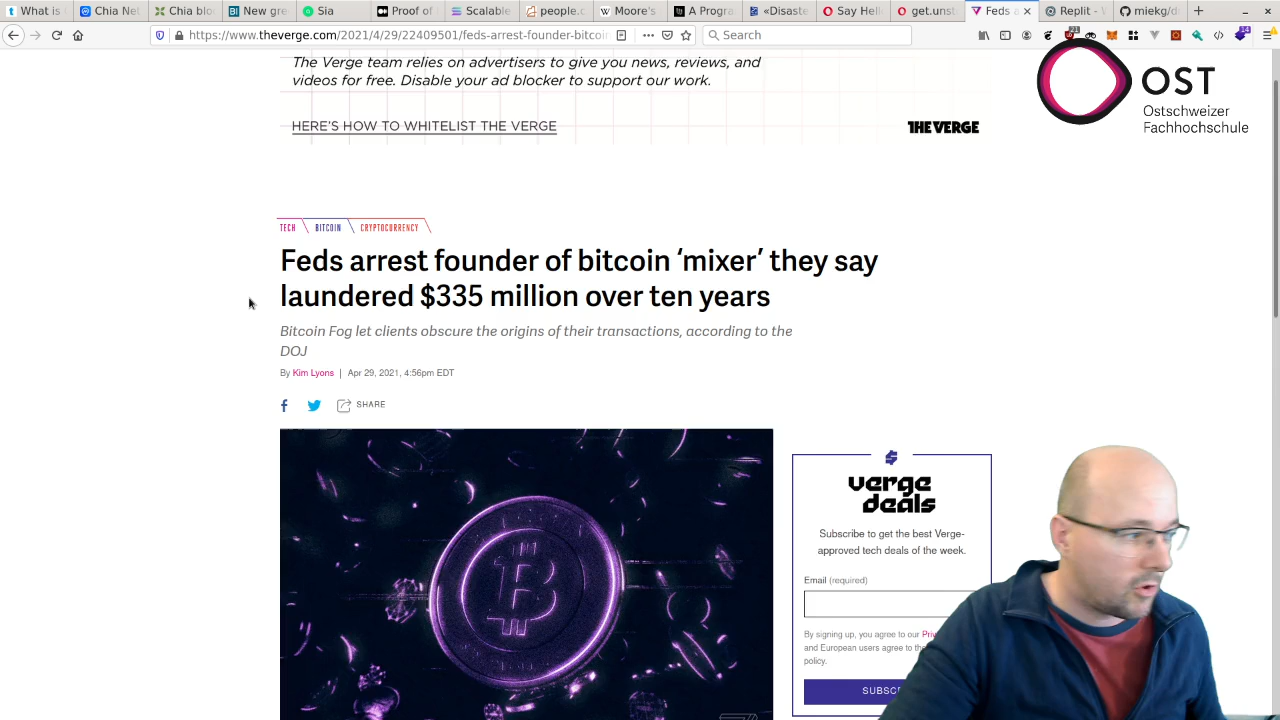 What is
Chia Net
Chia blo
New gre
Sia
Proof of
Scalable
people.c
Moore's
A Progra
«Disaste
Say Hell
get.unst
Feds a
Replit -
miekg/d
https://www.theverge.com/2021/4/29/22409501/feds-arrest-founder-bitcoin
Search
The Verge team relies on advertisers to give you news, reviews, and
videos for free. Disable your ad blocker to support our work.
HERE'S HOW TO WHITELIST THE VERGE
THE VERGE
OST
Ostschweizer
Fachhochschule
TECH BITCOIN CRYPTOCURRENCY
Feds arrest founder of bitcoin ‘mixer’ they say
laundered $335 million over ten years
Bitcoin Fog let clients obscure the origins of their transactions, according to the
DOJ
By Kim Lyons | Apr 29, 2021, 4:56pm EDT
SHARE
verge
deals
Subscribe to get the best Verge-
approved tech deals of the week.
Email (required)
By signing up, you agree to our Priv
and European users agree to the
policy.
SUBSC